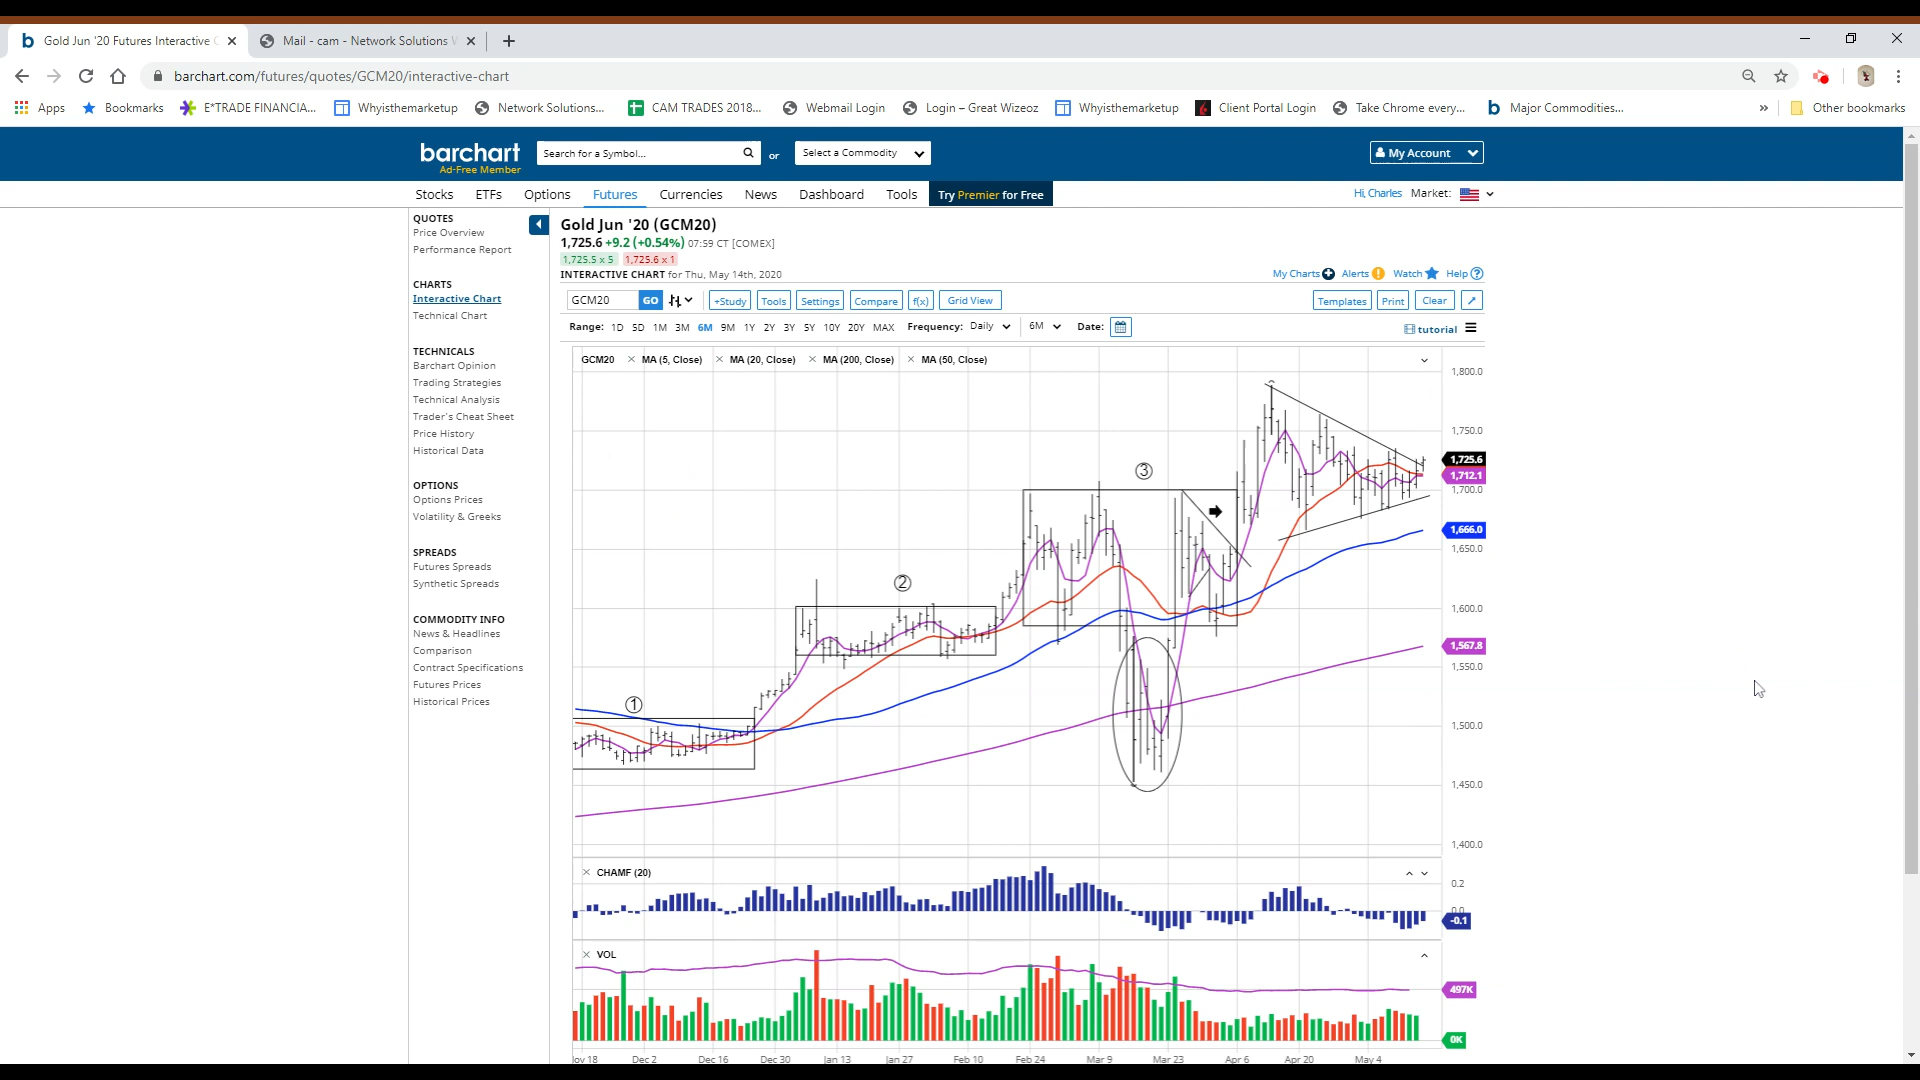 Gold Jun '20 Futures Interactive
Mail - cam - Network Solutions
barchart.com/futures/quotes/GCM20/interactive-chart
Apps Bookmarks E*TRADE FINANCIA... Whyisthemarketup Network Solutions... CAM TRADES 2018... Webmail Login Login – Great Wizeoz Whyisthemarketup Client Portal Login Take Chrome every... Major Commodities... » Other bookmarks
barchart
Ad-Free Member
Search for a Symbol... or Select a Commodity
My Account
Stocks ETFs Options Futures Currencies News Dashboard Tools Try Premier for Free
Hi, Charles Market:
QUOTES
Price Overview
Performance Report
CHARTS
Interactive Chart
Technical Chart
TECHNICALS
Barchart Opinion
Trading Strategies
Technical Analysis
Trader's Cheat Sheet
Price History
Historical Data
OPTIONS
Options Prices
Volatility & Greeks
SPREADS
Futures Spreads
Synthetic Spreads
COMMODITY INFO
News & Headlines
Comparison
Contract Specifications
Futures Prices
Historical Prices
Gold Jun '20 (GCM20)
1,725.6 +9.2 (+0.54%) 07:59 CT [COMEX]
1,725.5 x 5 1,725.6 x 1
INTERACTIVE CHART for Thu, May 14th, 2020
My Charts Alerts Watch Help
GCM20 GO +Study Tools Settings Compare f(x) Grid View
Templates Print Clear
Range: 1D 5D 1M 3M 6M 9M 1Y 2Y 3Y 5Y 10Y 20Y MAX Frequency: Daily 6M Date:
tutorial
GCM20 MA (5, Close) MA (20, Close) MA (200, Close) MA (50, Close)
1,800.0
1,750.0
1,725.6
1,712.1
1,700.0
1,666.0
1,650.0
1,600.0
1,567.8
1,550.0
1,500.0
1,450.0
1,400.0
③
②
①
CHAMF (20)
0.2
0.0
-0.1
VOL
497K
0K
Dec 2 Dec 16 Dec 30 Jan 13 Jan 27 Feb 10 Feb 24 Mar 9 Mar 23 Apr 6 Apr 20 May 4